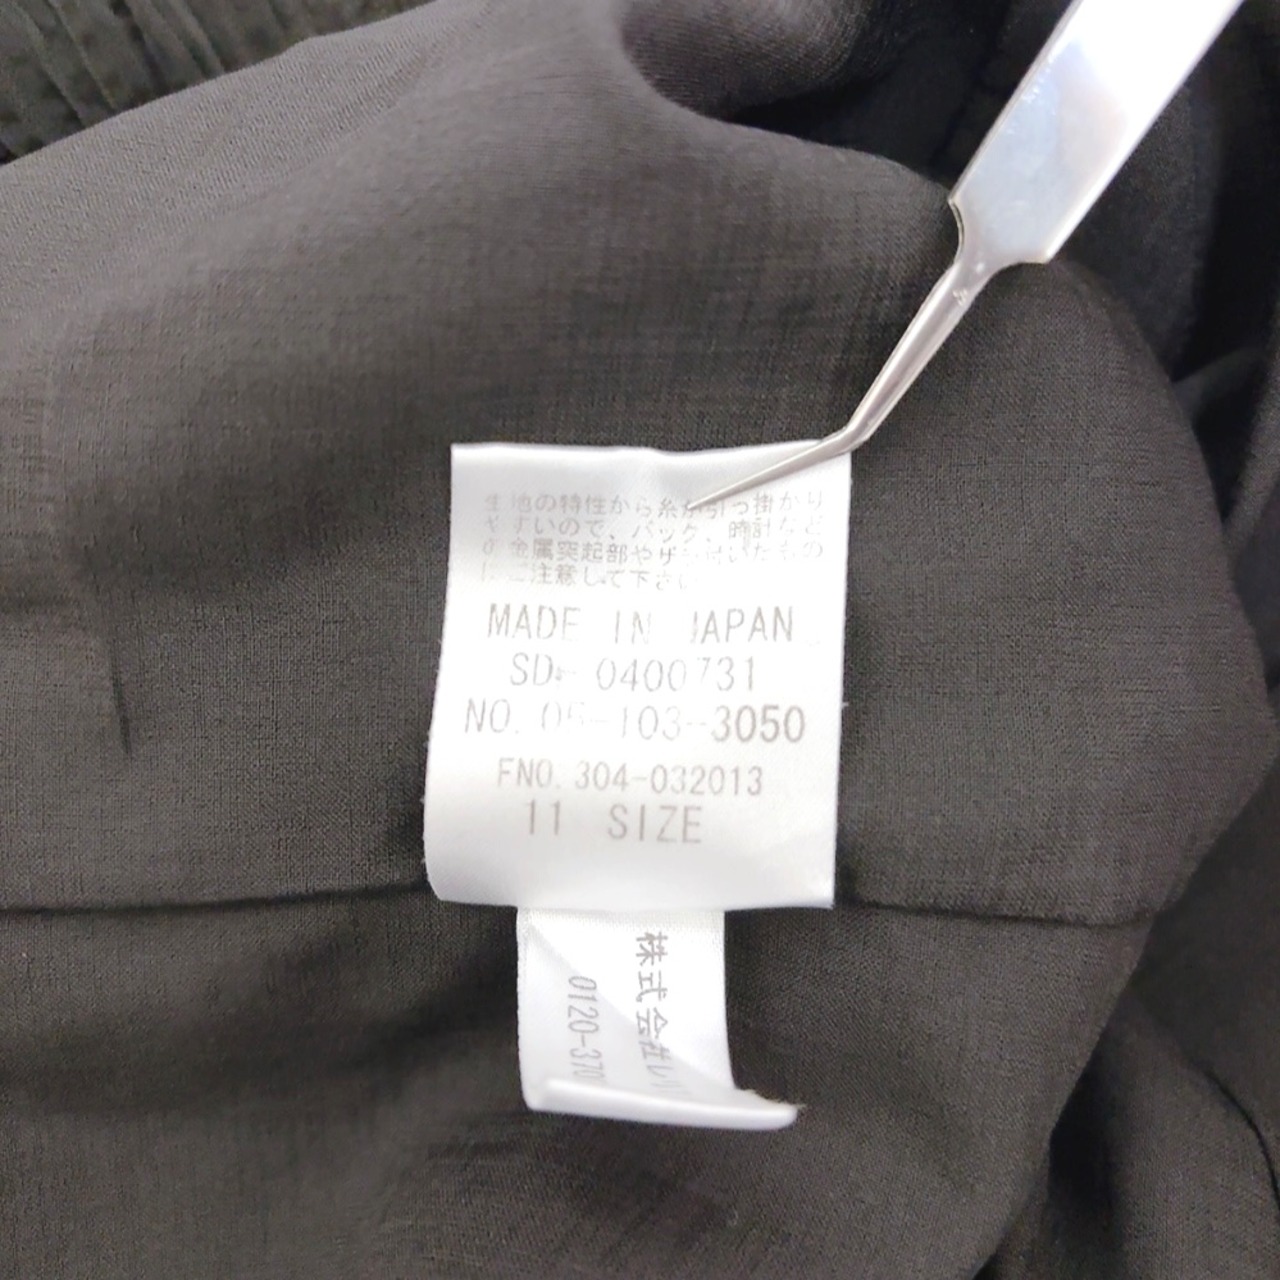 生地の特性から糸が引っ掛かり
やすいので、バック、時計など
の金属突起部やザラ付いたもの
にご注意して下さい
MADE IN JAPAN
SD- 0400731
NO. 05-103-3050
FNO. 304-032013
11 SIZE
株式会社レリ
0120-370